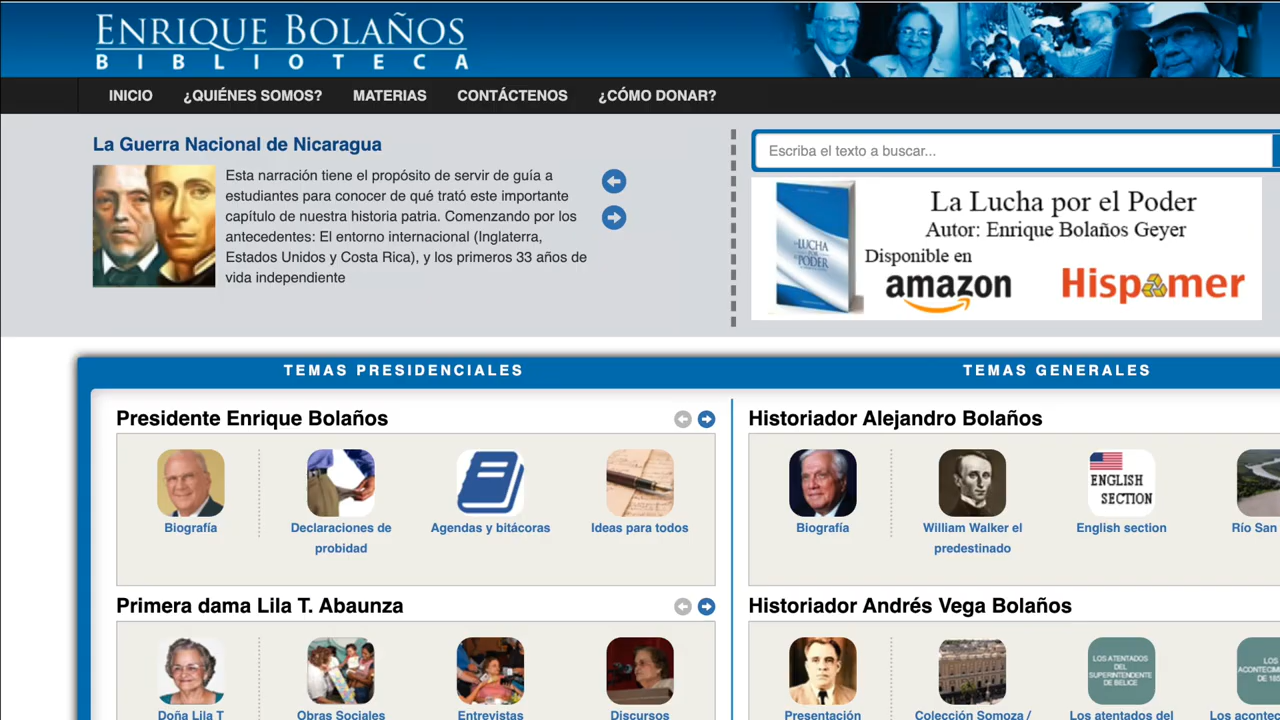 ENRIQUE BOLAÑOS
BIBLIOTECA
INICIO
¿QUIÉNES SOMOS?
MATERIAS
CONTÁCTENOS
¿CÓMO DONAR?
La Guerra Nacional de Nicaragua
Esta narración tiene el propósito de servir de guía a
estudiantes para conocer de qué trató este importante
capítulo de nuestra historia patria. Comenzando por los
antecedentes: El entorno internacional (Inglaterra,
Estados Unidos y Costa Rica), y los primeros 33 años de
vida independiente
Escriba el texto a buscar...
LA LUCHA
POR EL
PODER
La Lucha por el Poder
Autor: Enrique Bolaños Geyer
Disponible en
amazon
Hispamer
TEMAS PRESIDENCIALES
Presidente Enrique Bolaños
Biografía
Declaraciones de
probidad
Agendas y bitácoras
Ideas para todos
Primera dama Lila T. Abaunza
Doña Lila T
Obras Sociales
Entrevistas
Discursos
TEMAS GENERALES
Historiador Alejandro Bolaños
ENGLISH
SECTION
Biografía
William Walker el
predestinado
English section
Río San
Historiador Andrés Vega Bolaños
LOS ATENTADOS
DEL
SUPERINTENDENTE
DE BELICE
LOS
ACONTECIM
DE 185
Presentación
Colección Somoza /
Los atentados del
Los acontec